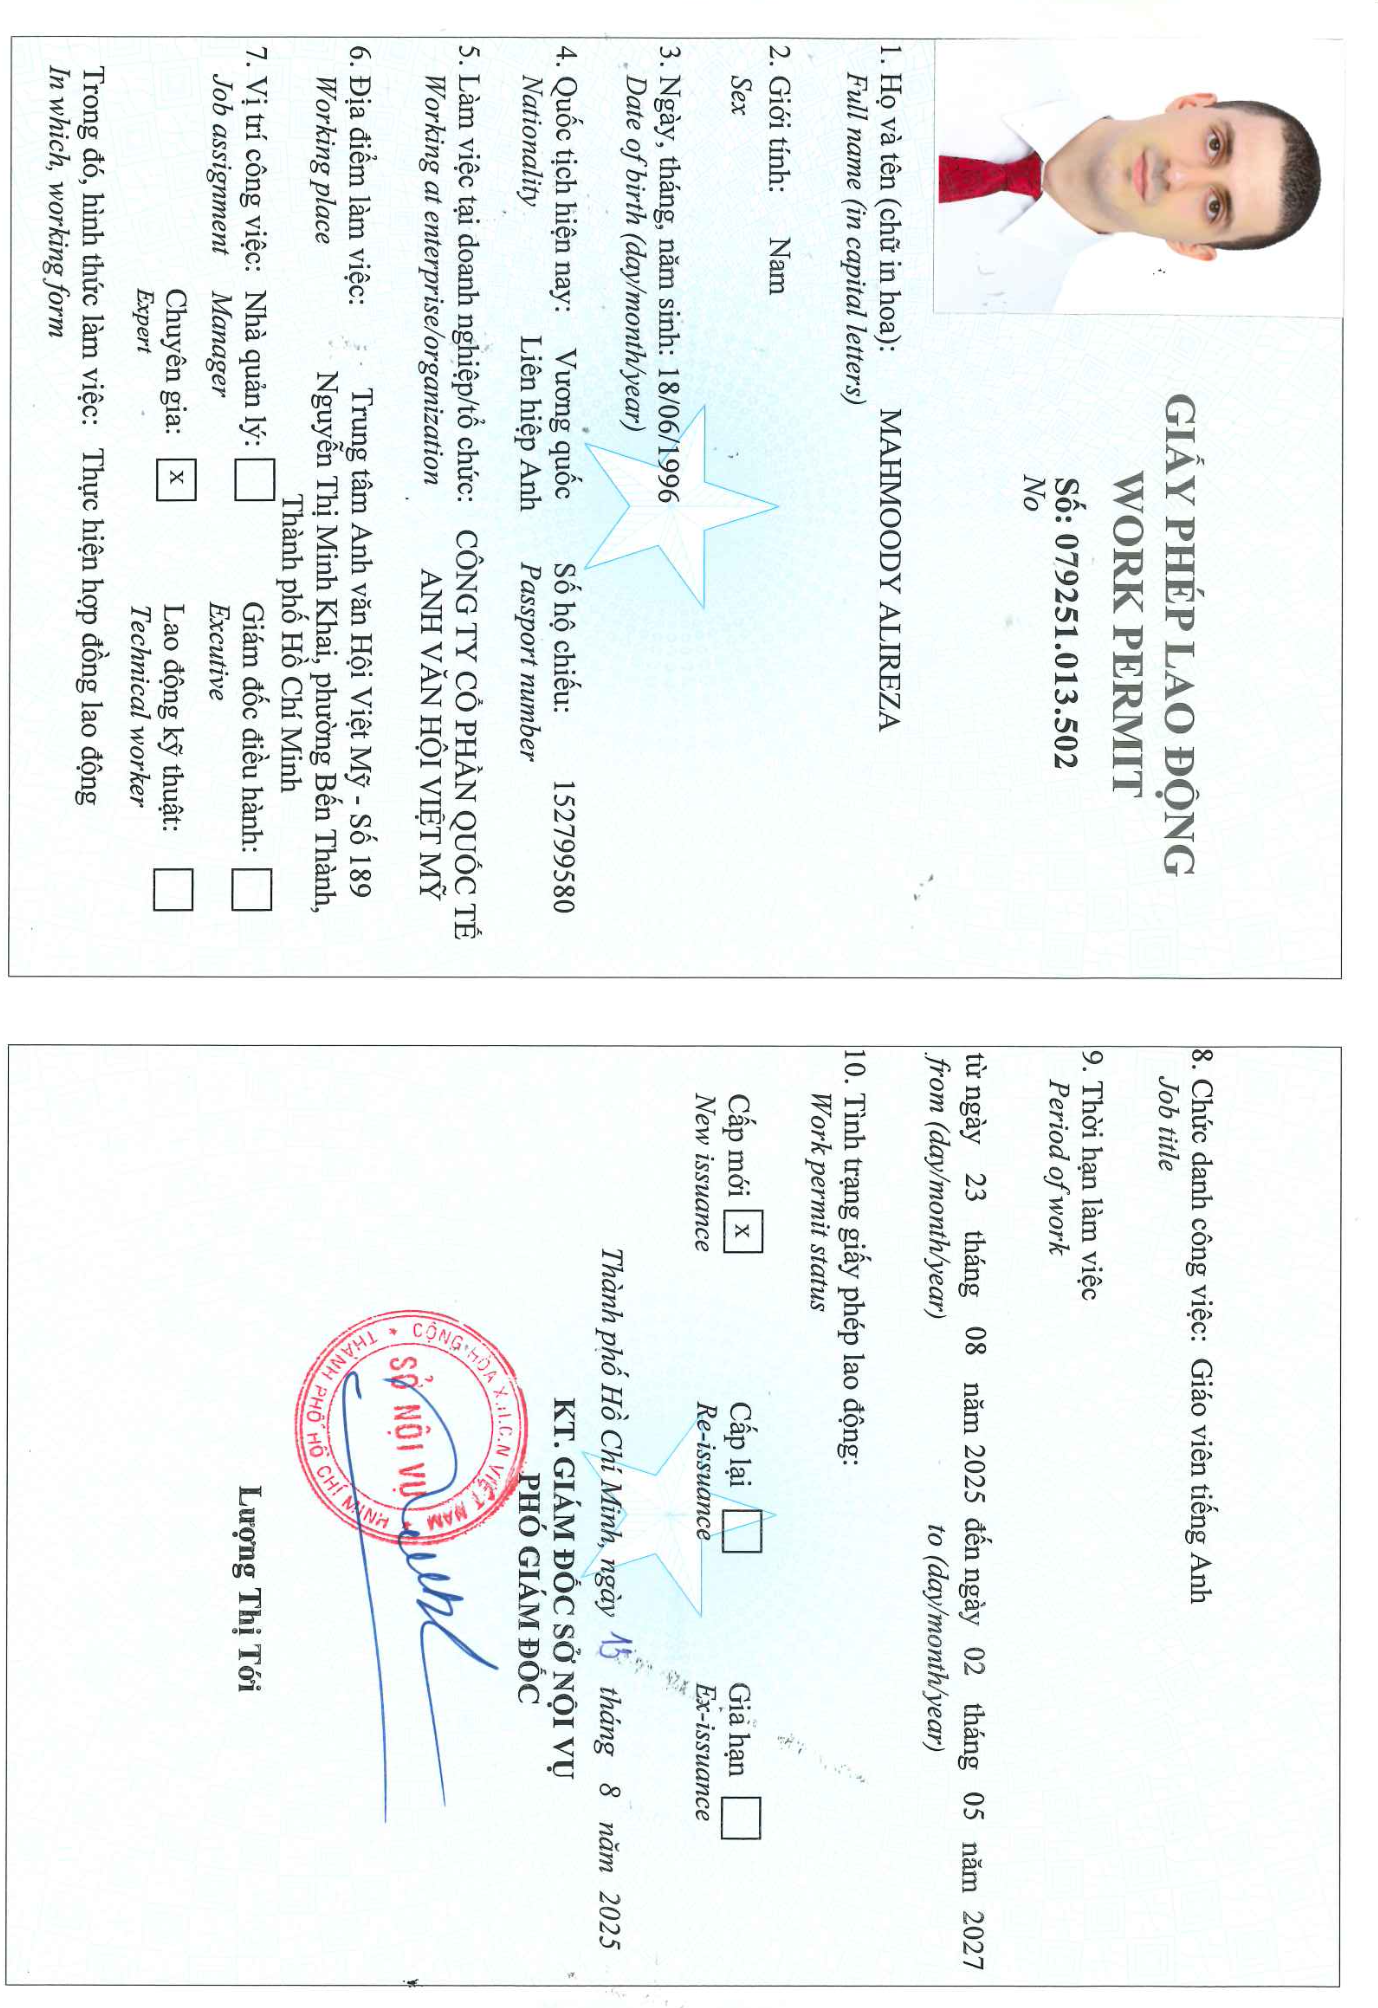 GIẤY PHÉP LAO ĐỘNG
WORK PERMIT
Số: 079251.013.502
No
1. Họ và tên (chữ in hoa): MAHMOODY ALIREZA
Full name (in capital letters)
2. Giới tính: Nam
Sex
3. Ngày, tháng, năm sinh: 18/06/1996
Date of birth (day/month/year)
4. Quốc tịch hiện nay: Vương quốc Số hộ chiếu: 152799580
Nationality Liên hiệp Anh Passport number
5. Làm việc tại doanh nghiệp/tổ chức: CÔNG TY CỔ PHẦN QUỐC TẾ
Working at enterprise/organization ANH VĂN HỘI VIỆT MỸ
6. Địa điểm làm việc: Trung tâm Anh văn Hội Việt Mỹ - Số 189
Working place Nguyễn Thị Minh Khai, phường Bến Thành,
Thành phố Hồ Chí Minh
7. Vị trí công việc: Nhà quản lý: Giám đốc điều hành:
Job assignment Manager Excutive
Chuyên gia: x Lao động kỹ thuật:
Expert Technical worker
Trong đó, hình thức làm việc: Thực hiện hợp đồng lao động
In which, working form
8. Chức danh công việc: Giáo viên tiếng Anh
Job title
9. Thời hạn làm việc
Period of work
từ ngày 23 tháng 08 năm 2025 đến ngày 02 tháng 05 năm 2027
from (day/month/year) to (day/month/year)
10. Tình trạng giấy phép lao động:
Work permit status
Cấp mới x Cấp lại Gia hạn
New issuance Re-issuance Ex-issuance
Thành phố Hồ Chí Minh, ngày 15 tháng 8 năm 2025
KT. GIÁM ĐỐC SỞ NỘI VỤ
PHÓ GIÁM ĐỐC
CỘNG HÒA X.H.C.N VIỆT NAM
SỞ NỘI VỤ
THÀNH PHỐ HỒ CHÍ MINH
Lượng Thị Tới